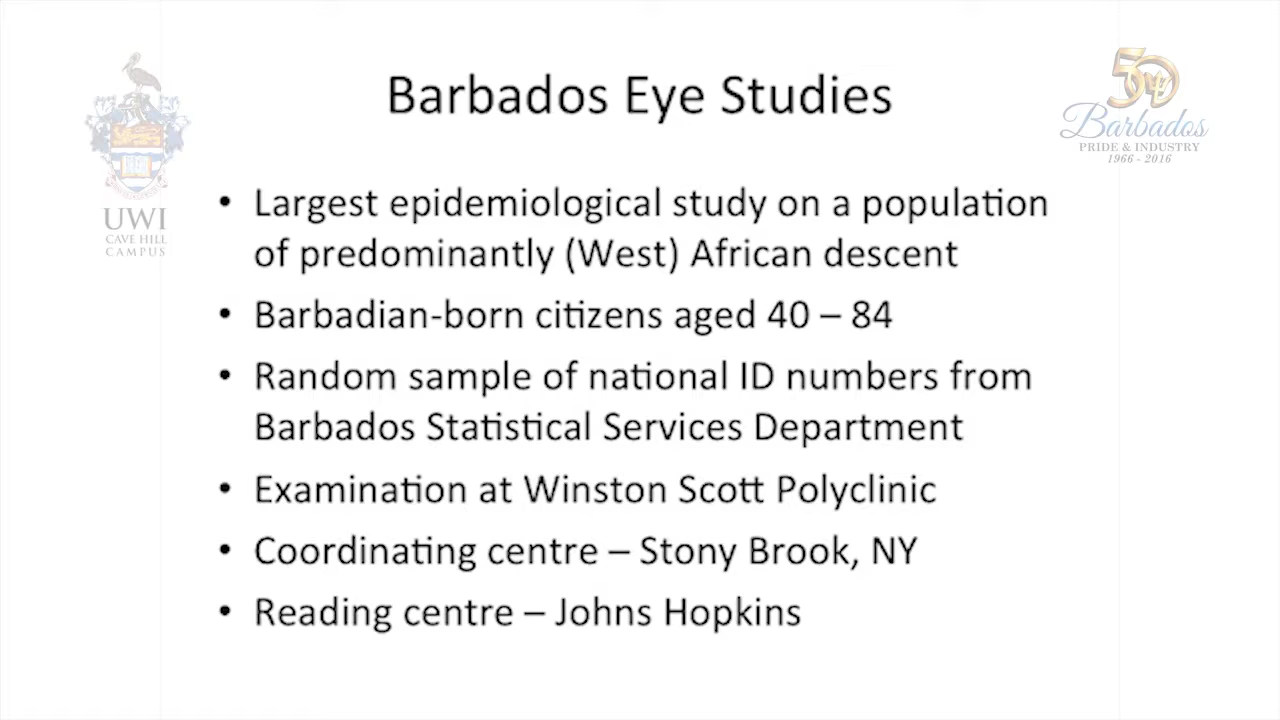 Barbados Eye Studies
UWI
CAVE HILL
CAMPUS
50
Barbados
PRIDE & INDUSTRY
1966 - 2016
• Largest epidemiological study on a population
of predominantly (West) African descent
• Barbadian-born citizens aged 40 – 84
• Random sample of national ID numbers from
Barbados Statistical Services Department
• Examination at Winston Scott Polyclinic
• Coordinating centre – Stony Brook, NY
• Reading centre – Johns Hopkins